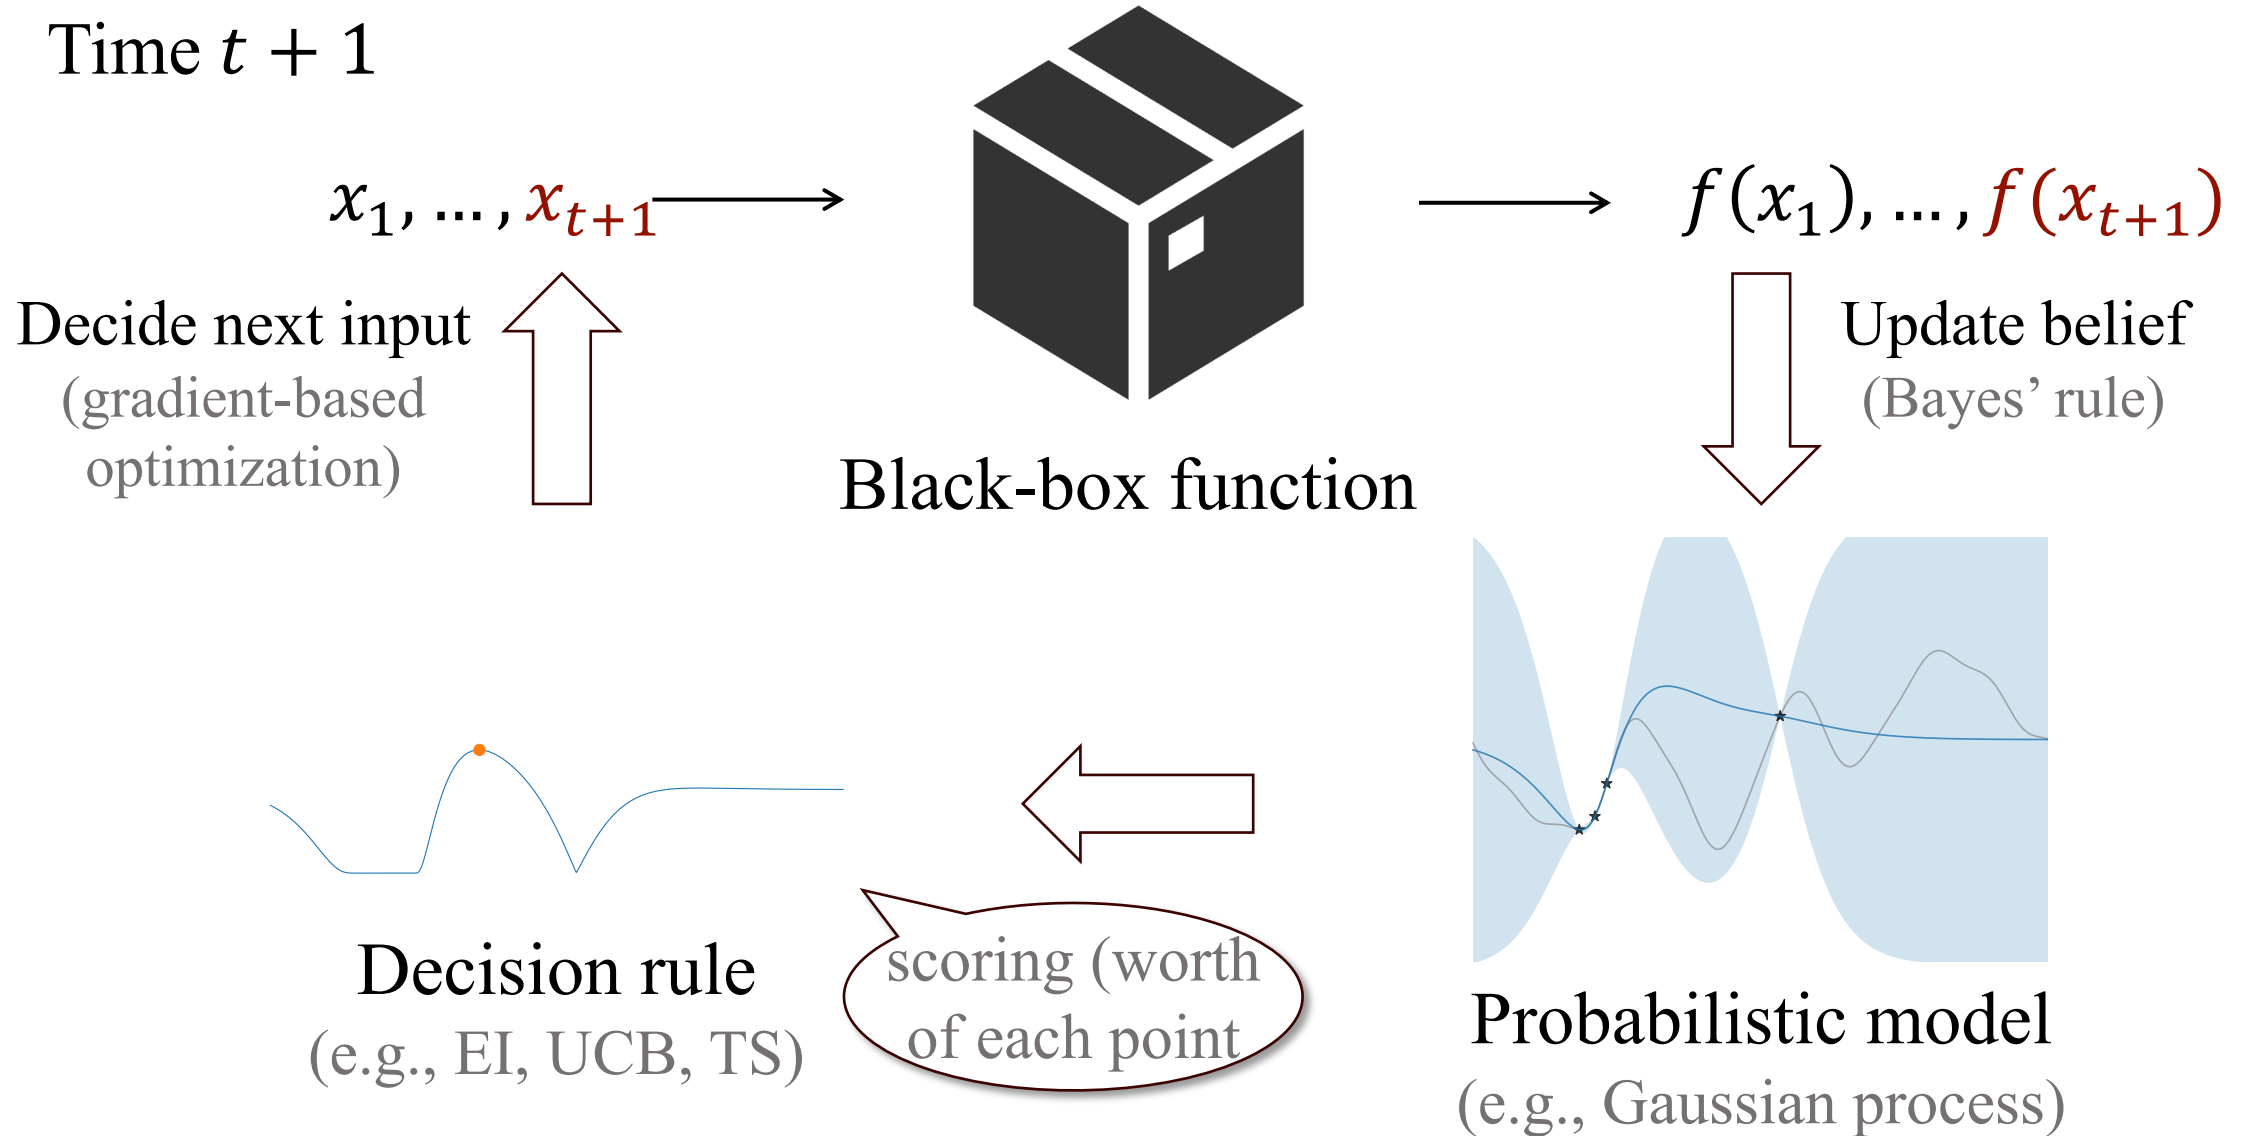 Time t + 1
x₁, … , xₜ₊₁
f(x₁), … , f(xₜ₊₁)
Decide next input
(gradient-based
optimization)
Black-box function
Update belief
(Bayes’ rule)
Decision rule
(e.g., EI, UCB, TS)
scoring (worth
of each point
Probabilistic model
(e.g., Gaussian process)